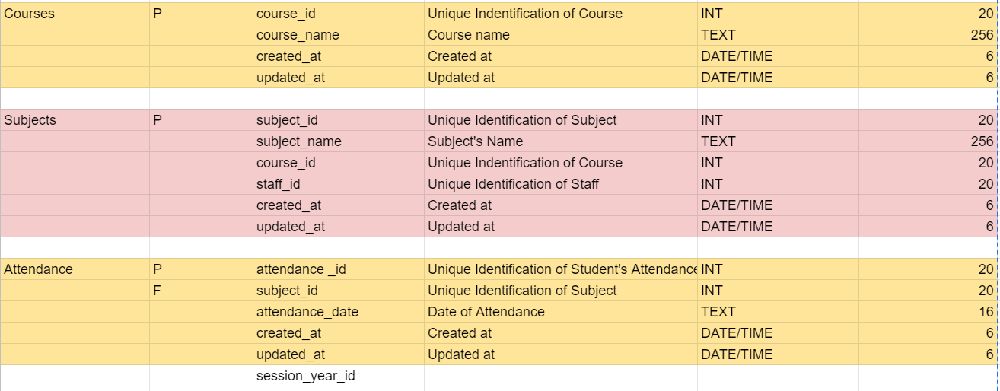 Courses P course_id Unique Indentification of Course INT 20
course_name Course name TEXT 256
created_at Created at DATE/TIME 6
updated_at Updated at DATE/TIME 6
Subjects P subject_id Unique Identification of Subject INT 20
subject_name Subject's Name TEXT 256
course_id Unique Indentification of Course INT 20
staff_id Unique Identification of Staff INT 20
created_at Created at DATE/TIME 6
updated_at Updated at DATE/TIME 6
Attendance P attendance _id Unique Identification of Student's Attendance INT 20
F subject_id Unique Identification of Subject INT 20
attendance_date Date of Attendance TEXT 16
created_at Created at DATE/TIME 6
updated_at Updated at DATE/TIME 6
session_year_id